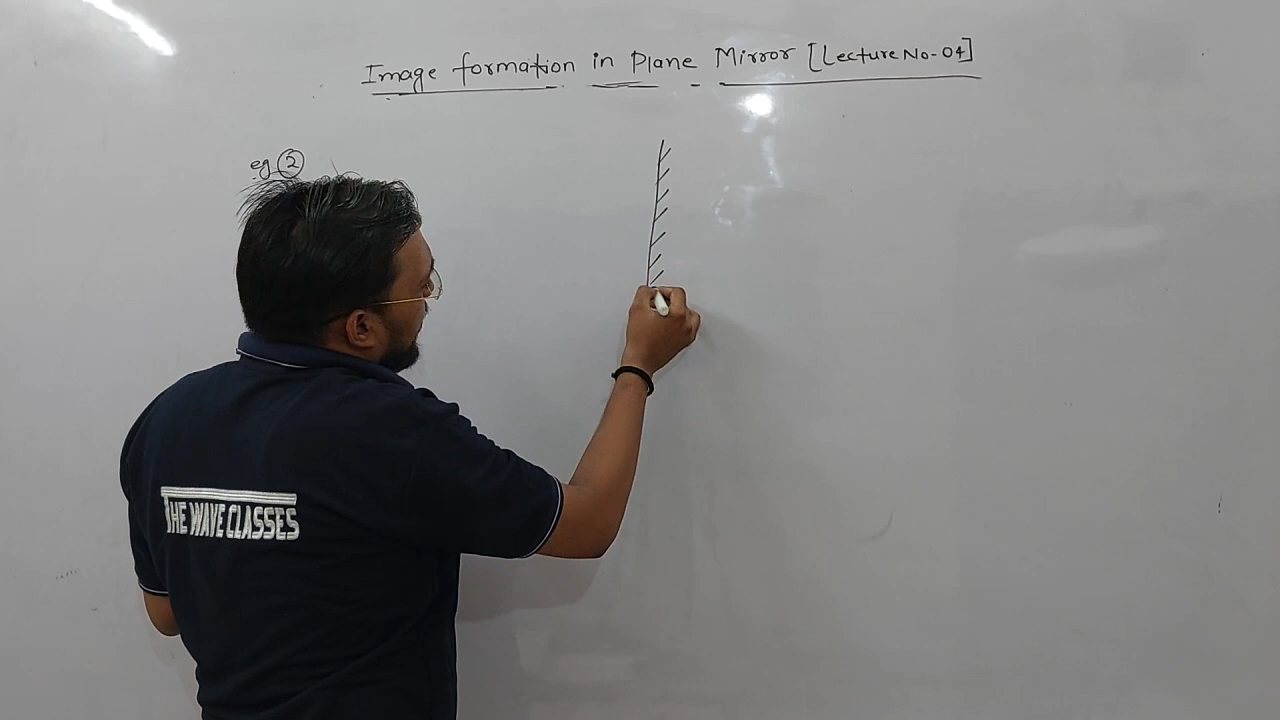 Image formation in Plane Mirror [Lecture No-04]
eg ②
THE WAVE CLASSES